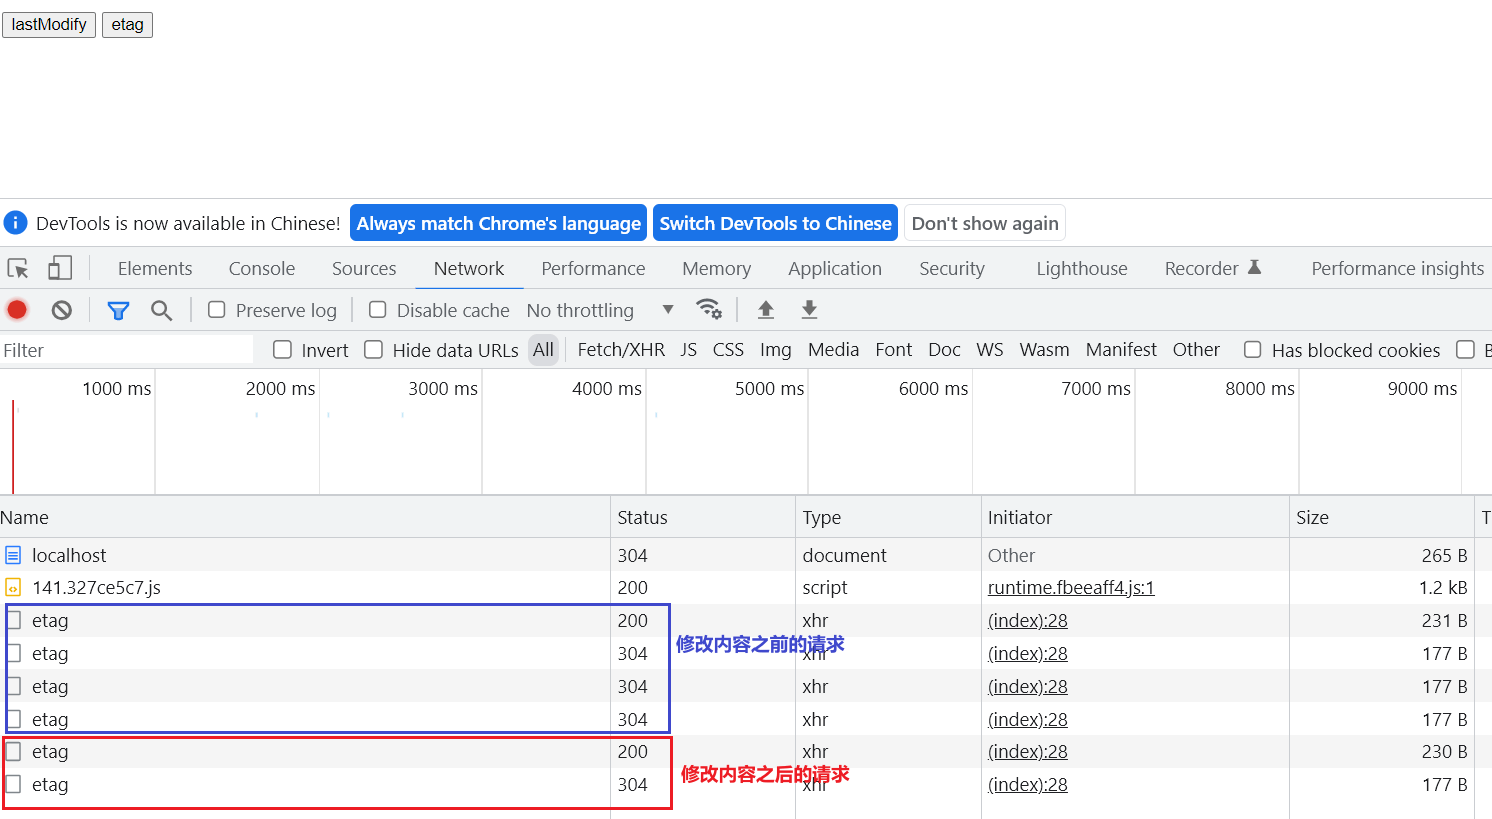 lastModify etag
DevTools is now available in Chinese! Always match Chrome's language Switch DevTools to Chinese Don't show again
Elements Console Sources Network Performance Memory Application Security Lighthouse Recorder Performance insights
Preserve log Disable cache No throttling
Filter Invert Hide data URLs All Fetch/XHR JS CSS Img Media Font Doc WS Wasm Manifest Other Has blocked cookies B
1000 ms 2000 ms 3000 ms 4000 ms 5000 ms 6000 ms 7000 ms 8000 ms 9000 ms
Name Status Type Initiator Size T
localhost 304 document Other 265 B
141.327ce5c7.js 200 script runtime.fbeeaff4.js:1 1.2 kB
etag 200 xhr (index):28 231 B
修改内容之前的请求
etag 304 xhr (index):28 177 B
etag 304 xhr (index):28 177 B
etag 304 xhr (index):28 177 B
etag 200 xhr (index):28 230 B
修改内容之后的请求
etag 304 xhr (index):28 177 B